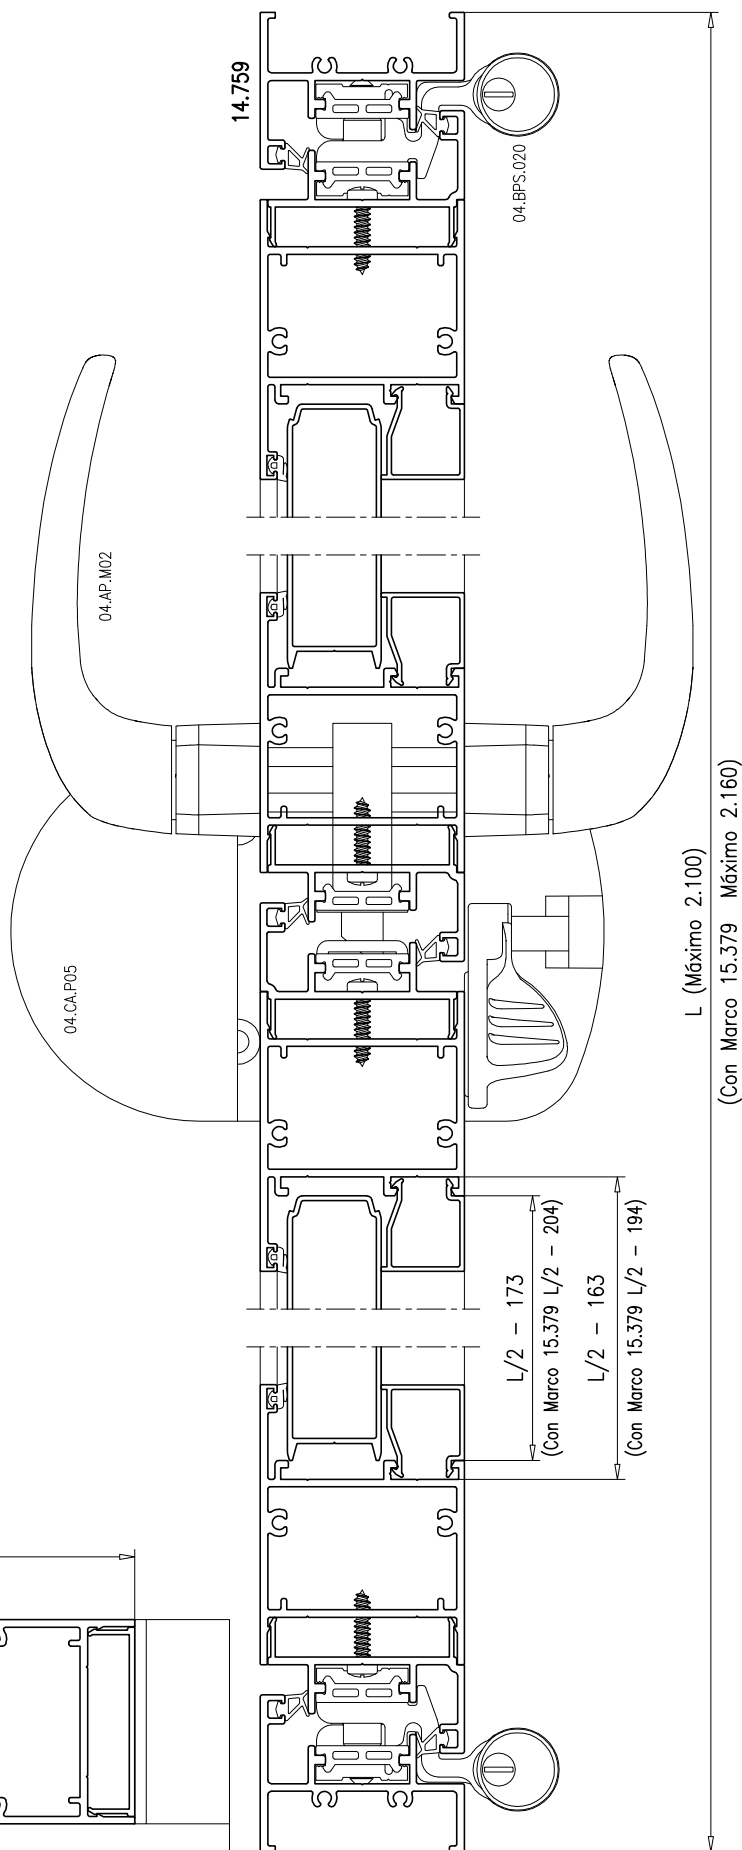 14.759
04.BPS.020
04.AP.M02
04.CA.P05
L/2 - 173
(Con Marco 15.379 L/2 - 204)
L/2 - 163
(Con Marco 15.379 L/2 - 194)
L (Máximo 2.100)
(Con Marco 15.379 Máximo 2.160)